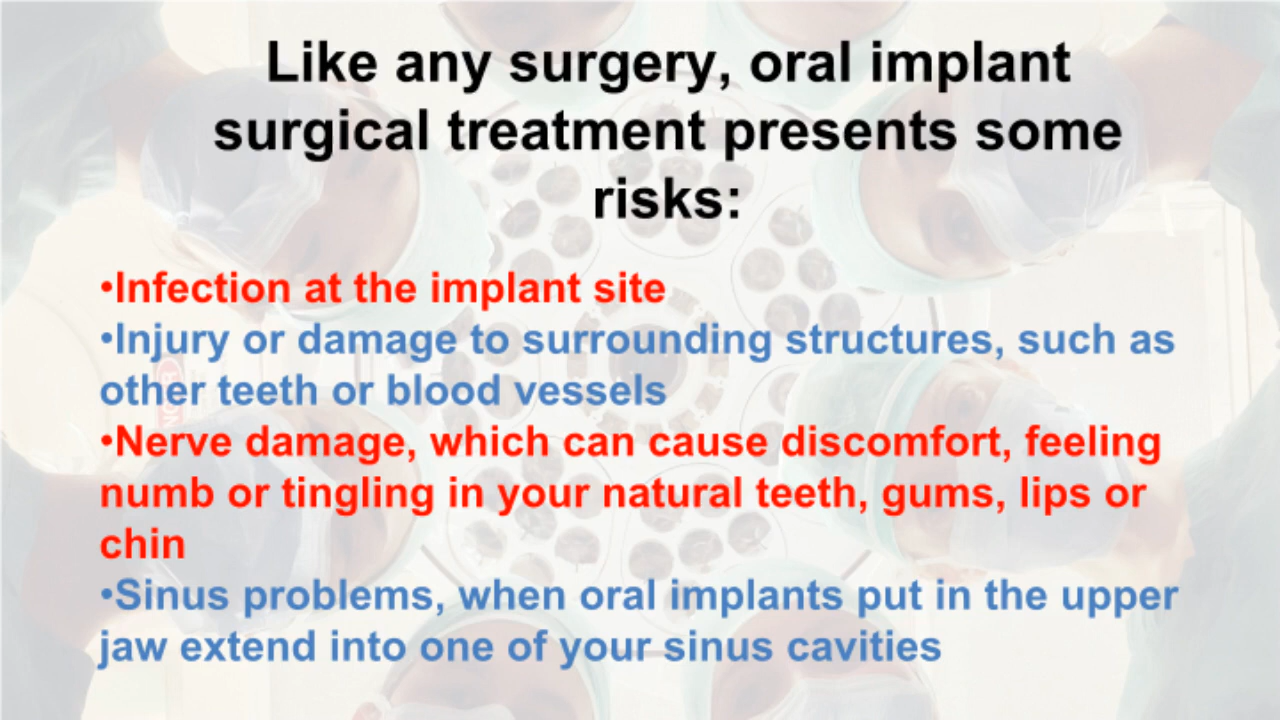 Like any surgery, oral implant
surgical treatment presents some
risks:
•Infection at the implant site
•Injury or damage to surrounding structures, such as
other teeth or blood vessels
•Nerve damage, which can cause discomfort, feeling
numb or tingling in your natural teeth, gums, lips or
chin
•Sinus problems, when oral implants put in the upper
jaw extend into one of your sinus cavities